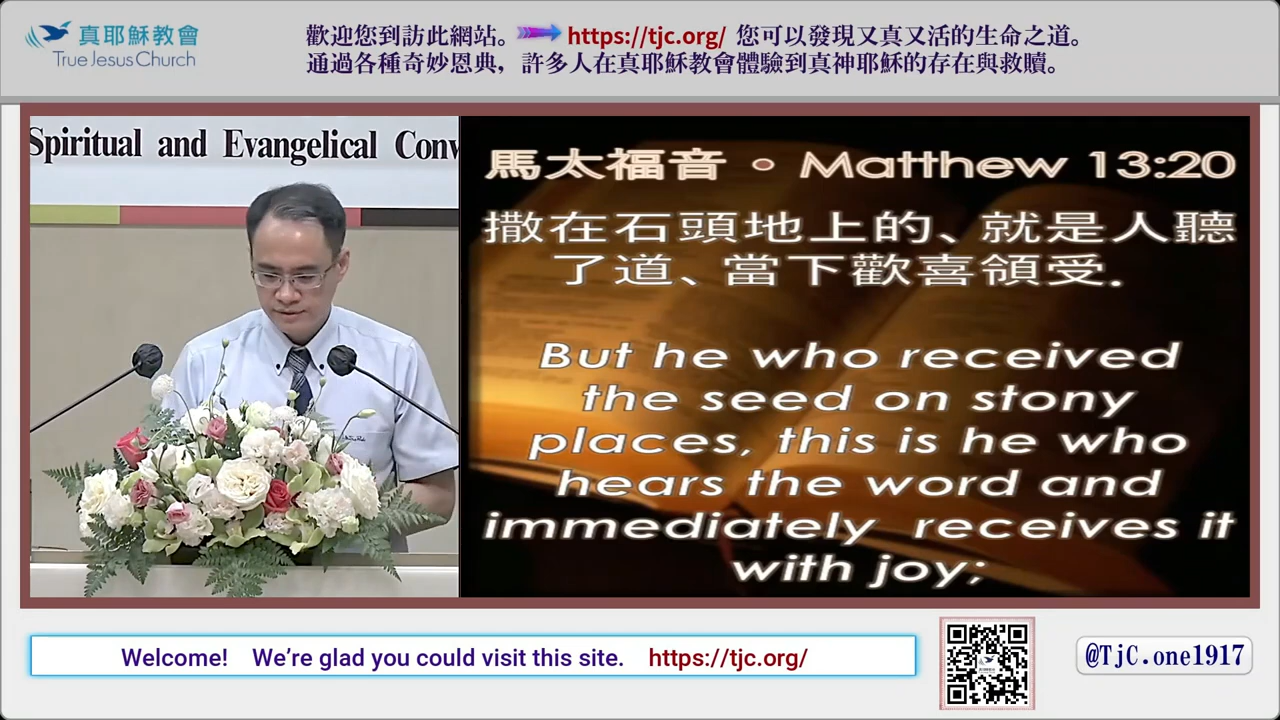 真耶穌教會
True Jesus Church
歡迎您到訪此網站。 https://tjc.org/ 您可以發現又真又活的生命之道。
通過各種奇妙恩典，許多人在真耶穌教會體驗到真神耶穌的存在與救贖。
Spiritual and Evangelical Conv
馬太福音 • Matthew 13:20
撒在石頭地上的、就是人聽
了道、當下歡喜領受.
But he who received
the seed on stony
places, this is he who
hears the word and
immediately receives it
with joy;
Welcome! We're glad you could visit this site. https://tjc.org/
@TjC.one1917